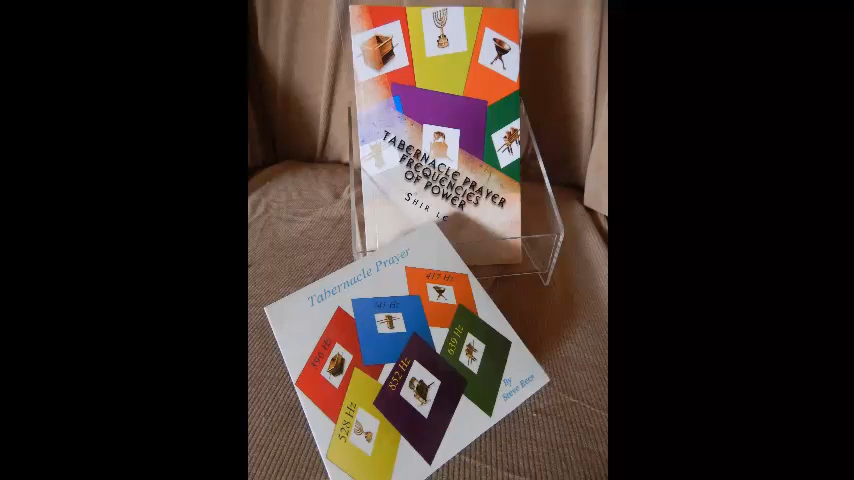 TABERNACLE PRAYER
FREQUENCIES
OF POWER
SHIR LE
Tabernacle Prayer
417 Hz
741 Hz
396 Hz
639 Hz
852 Hz
528 Hz
By
Steve Rees